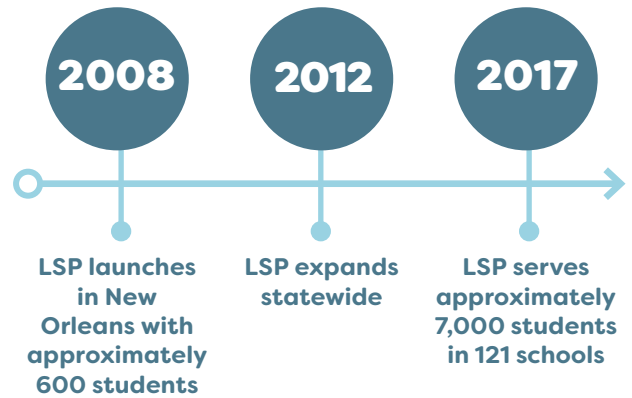 2008
LSP launches
in New
Orleans with
approximately
600 students
2012
LSP expands
statewide
2017
LSP serves
approximately
7,000 students
in 121 schools